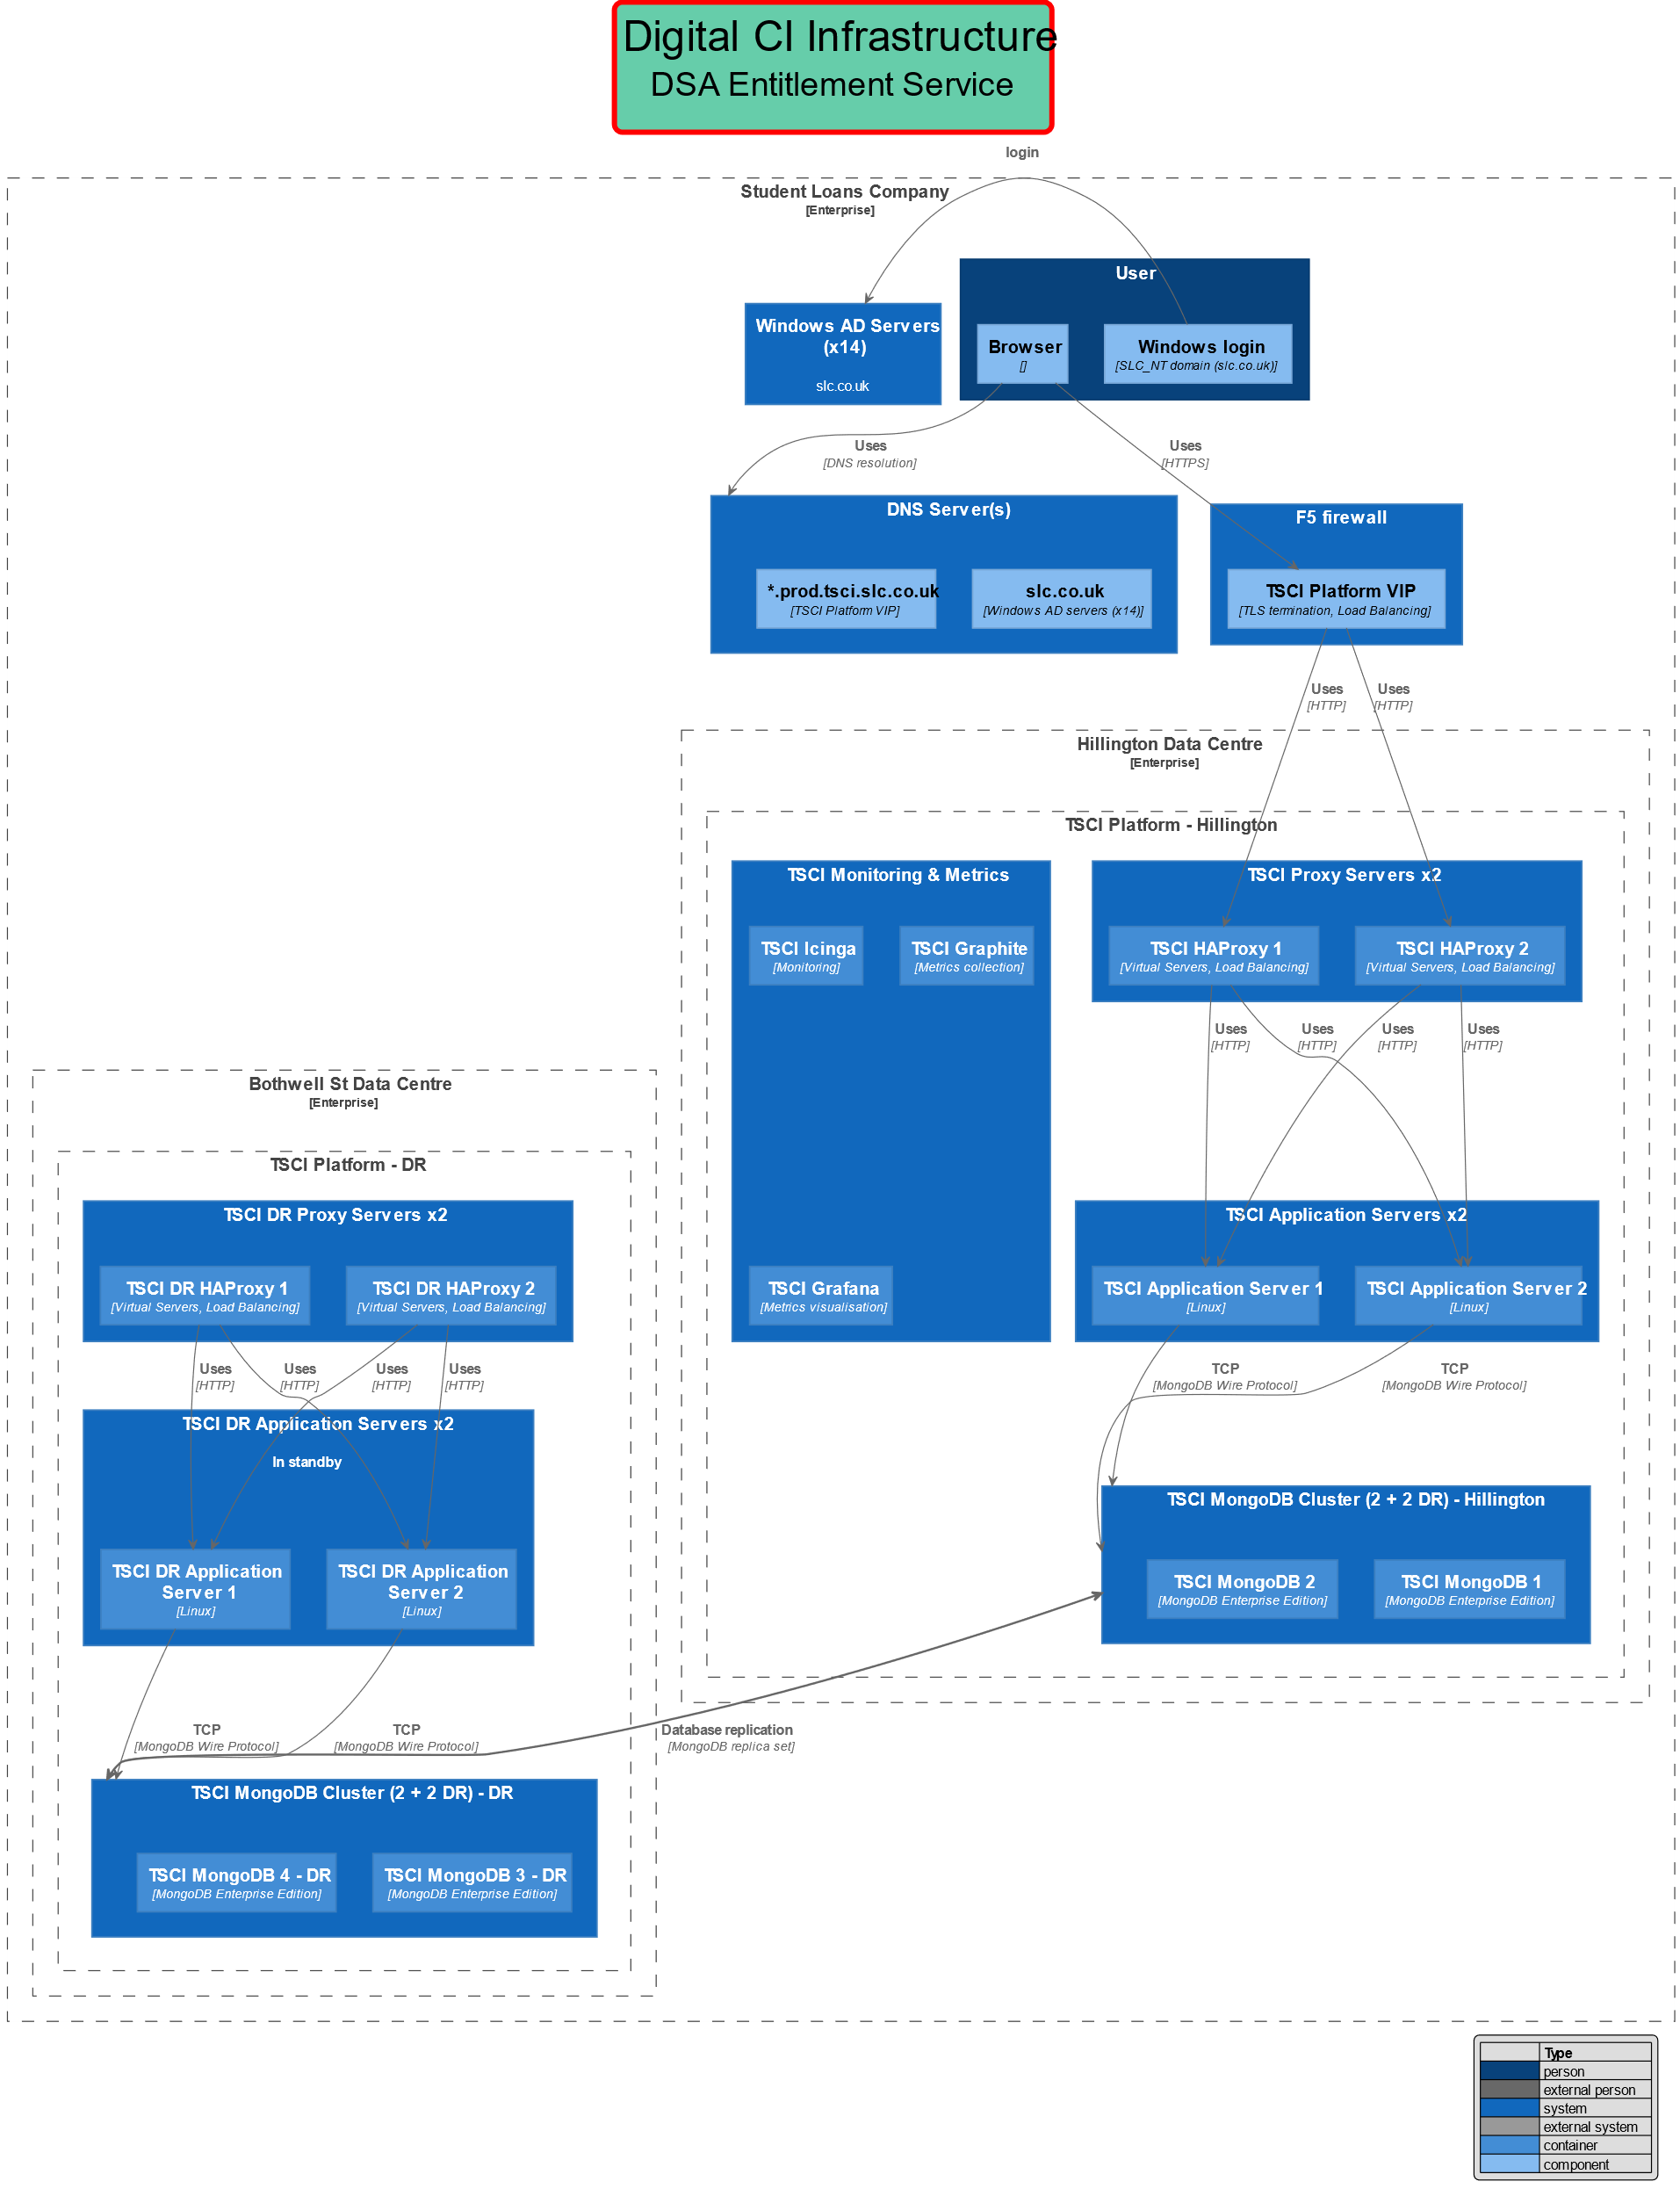 Digital CI Infrastructure
DSA Entitlement Service
login
Student Loans Company
[Enterprise]
User
Windows AD Servers
(x14)
slc.co.uk
Browser
[]
Windows login
[SLC_NT domain (slc.co.uk)]
Uses
[DNS resolution]
Uses
[HTTPS]
DNS Server(s)
*.prod.tsci.slc.co.uk
[TSCI Platform VIP]
slc.co.uk
[Windows AD servers (x14)]
F5 firewall
TSCI Platform VIP
[TLS termination, Load Balancing]
Uses
[HTTP]
Uses
[HTTP]
Hillington Data Centre
[Enterprise]
TSCI Platform - Hillington
TSCI Monitoring & Metrics
TSCI Icinga
[Monitoring]
TSCI Graphite
[Metrics collection]
TSCI Grafana
[Metrics visualisation]
TSCI Proxy Servers x2
TSCI HAProxy 1
[Virtual Servers, Load Balancing]
TSCI HAProxy 2
[Virtual Servers, Load Balancing]
Uses
[HTTP]
Uses
[HTTP]
Uses
[HTTP]
Uses
[HTTP]
TSCI Application Servers x2
TSCI Application Server 1
[Linux]
TSCI Application Server 2
[Linux]
TCP
[MongoDB Wire Protocol]
TCP
[MongoDB Wire Protocol]
TSCI MongoDB Cluster (2 + 2 DR) - Hillington
TSCI MongoDB 2
[MongoDB Enterprise Edition]
TSCI MongoDB 1
[MongoDB Enterprise Edition]
Bothwell St Data Centre
[Enterprise]
TSCI Platform - DR
TSCI DR Proxy Servers x2
TSCI DR HAProxy 1
[Virtual Servers, Load Balancing]
TSCI DR HAProxy 2
[Virtual Servers, Load Balancing]
Uses
[HTTP]
Uses
[HTTP]
Uses
[HTTP]
Uses
[HTTP]
TSCI DR Application Servers x2
In standby
TSCI DR Application
Server 1
[Linux]
TSCI DR Application
Server 2
[Linux]
TCP
[MongoDB Wire Protocol]
TCP
[MongoDB Wire Protocol]
Database replication
[MongoDB replica set]
TSCI MongoDB Cluster (2 + 2 DR) - DR
TSCI MongoDB 4 - DR
[MongoDB Enterprise Edition]
TSCI MongoDB 3 - DR
[MongoDB Enterprise Edition]
Type
person
external person
system
external system
container
component